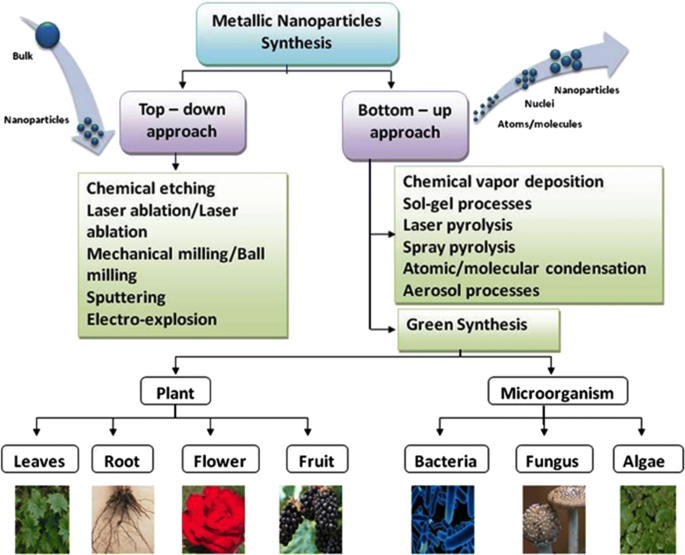 Metallic Nanoparticles
Synthesis
Bulk
Nanoparticles
Top – down
approach
Bottom – up
approach
Nanoparticles
Nuclei
Atoms/molecules
Chemical etching
Laser ablation/Laser
ablation
Mechanical milling/Ball
milling
Sputtering
Electro-explosion
Chemical vapor deposition
Sol-gel processes
Laser pyrolysis
Spray pyrolysis
Atomic/molecular condensation
Aerosol processes
Green Synthesis
Plant
Microorganism
Leaves
Root
Flower
Fruit
Bacteria
Fungus
Algae